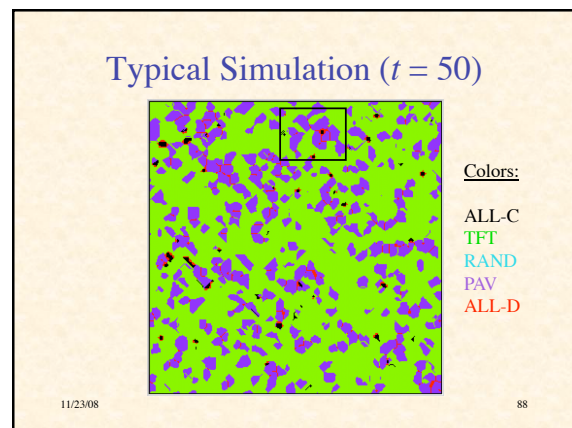 Typical Simulation (t = 50)
Colors:
ALL-C
TFT
RAND
PAV
ALL-D
11/23/08
88